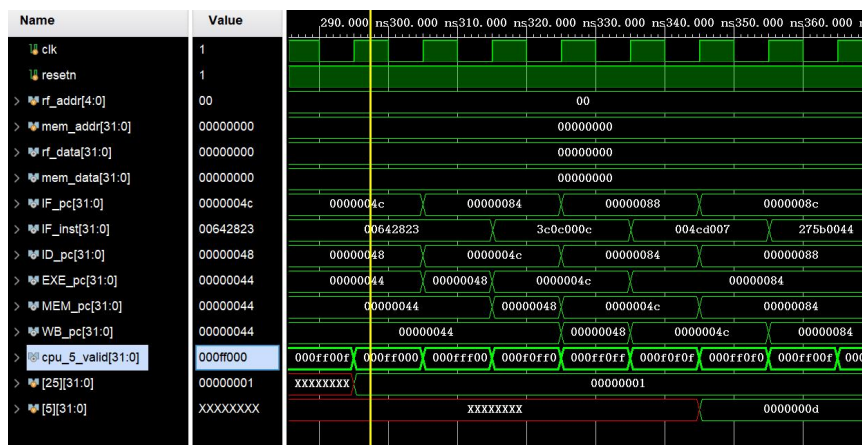 Name Value 290.000 ns 300.000 ns 310.000 ns 320.000 ns 330.000 ns 340.000 ns 350.000 ns 360.000 n
clk 1
resetn 1
rf_addr[4:0] 00 00
mem_addr[31:0] 00000000 00000000
rf_data[31:0] 00000000 00000000
mem_data[31:0] 00000000 00000000
IF_pc[31:0] 0000004c 0000004c 00000084 00000088 0000008c
IF_inst[31:0] 00642823 00642823 3c0c000c 004cd007 275b0044
ID_pc[31:0] 00000048 00000048 0000004c 00000084 00000088
EXE_pc[31:0] 00000044 00000044 00000048 0000004c 00000084
MEM_pc[31:0] 00000044 00000044 00000048 0000004c 00000084
WB_pc[31:0] 00000044 00000044 00000048 0000004c 00000084
cpu_5_valid[31:0] 000ff000 000ff00f 000ff000 000fff00 000f0ff0 000ff0ff 000f0f0f 000ff0f0 000ff00f 000
[25][31:0] 00000001 XXXXXXXX 00000001
[5][31:0] XXXXXXXX XXXXXXXX 0000000d